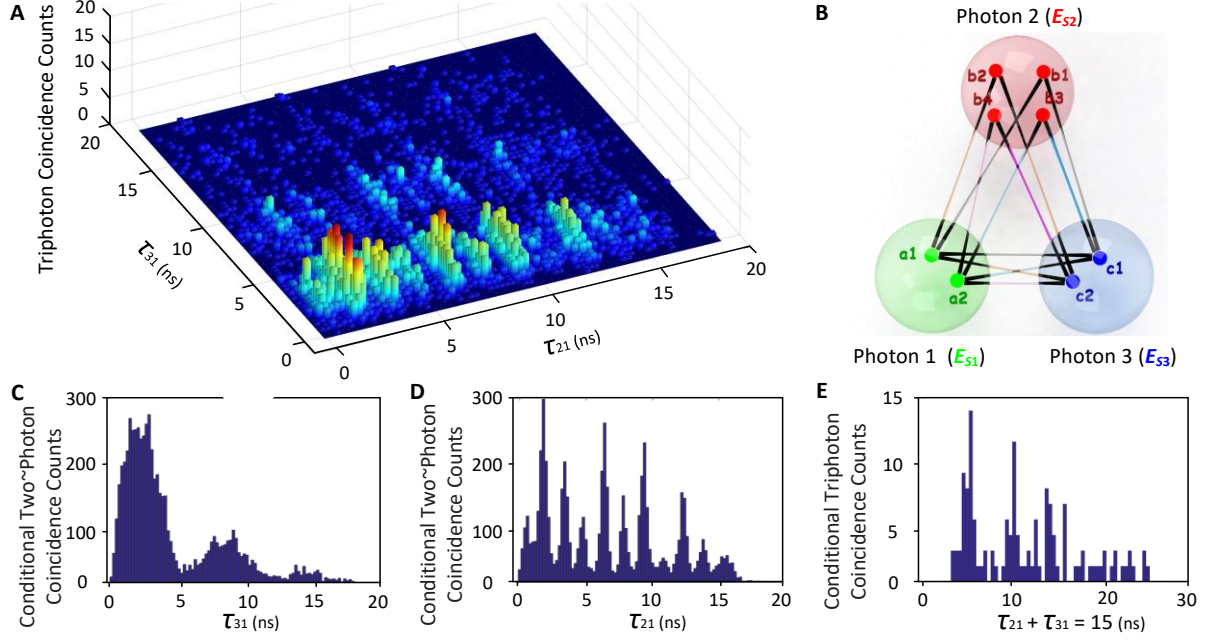 A
Triphoton Coincidence Counts
20
15
10
5
0
20
15
10
5
0
τ31 (ns)
0
5
10
15
20
τ21 (ns)
B
Photon 2 (ES2)
b2
b1
b4
b3
a1
a2
c1
c2
Photon 1 (ES1)
Photon 3 (ES3)
C
Conditional Two~Photon
Coincidence Counts
300
200
100
0
0
5
10
15
20
τ31 (ns)
D
Conditional Two~Photon
Coincidence Counts
300
200
100
0
0
5
10
15
20
τ21 (ns)
E
Conditional Triphoton
Coincidence Counts
15
10
5
0
0
10
20
30
τ21 + τ31 = 15 (ns)